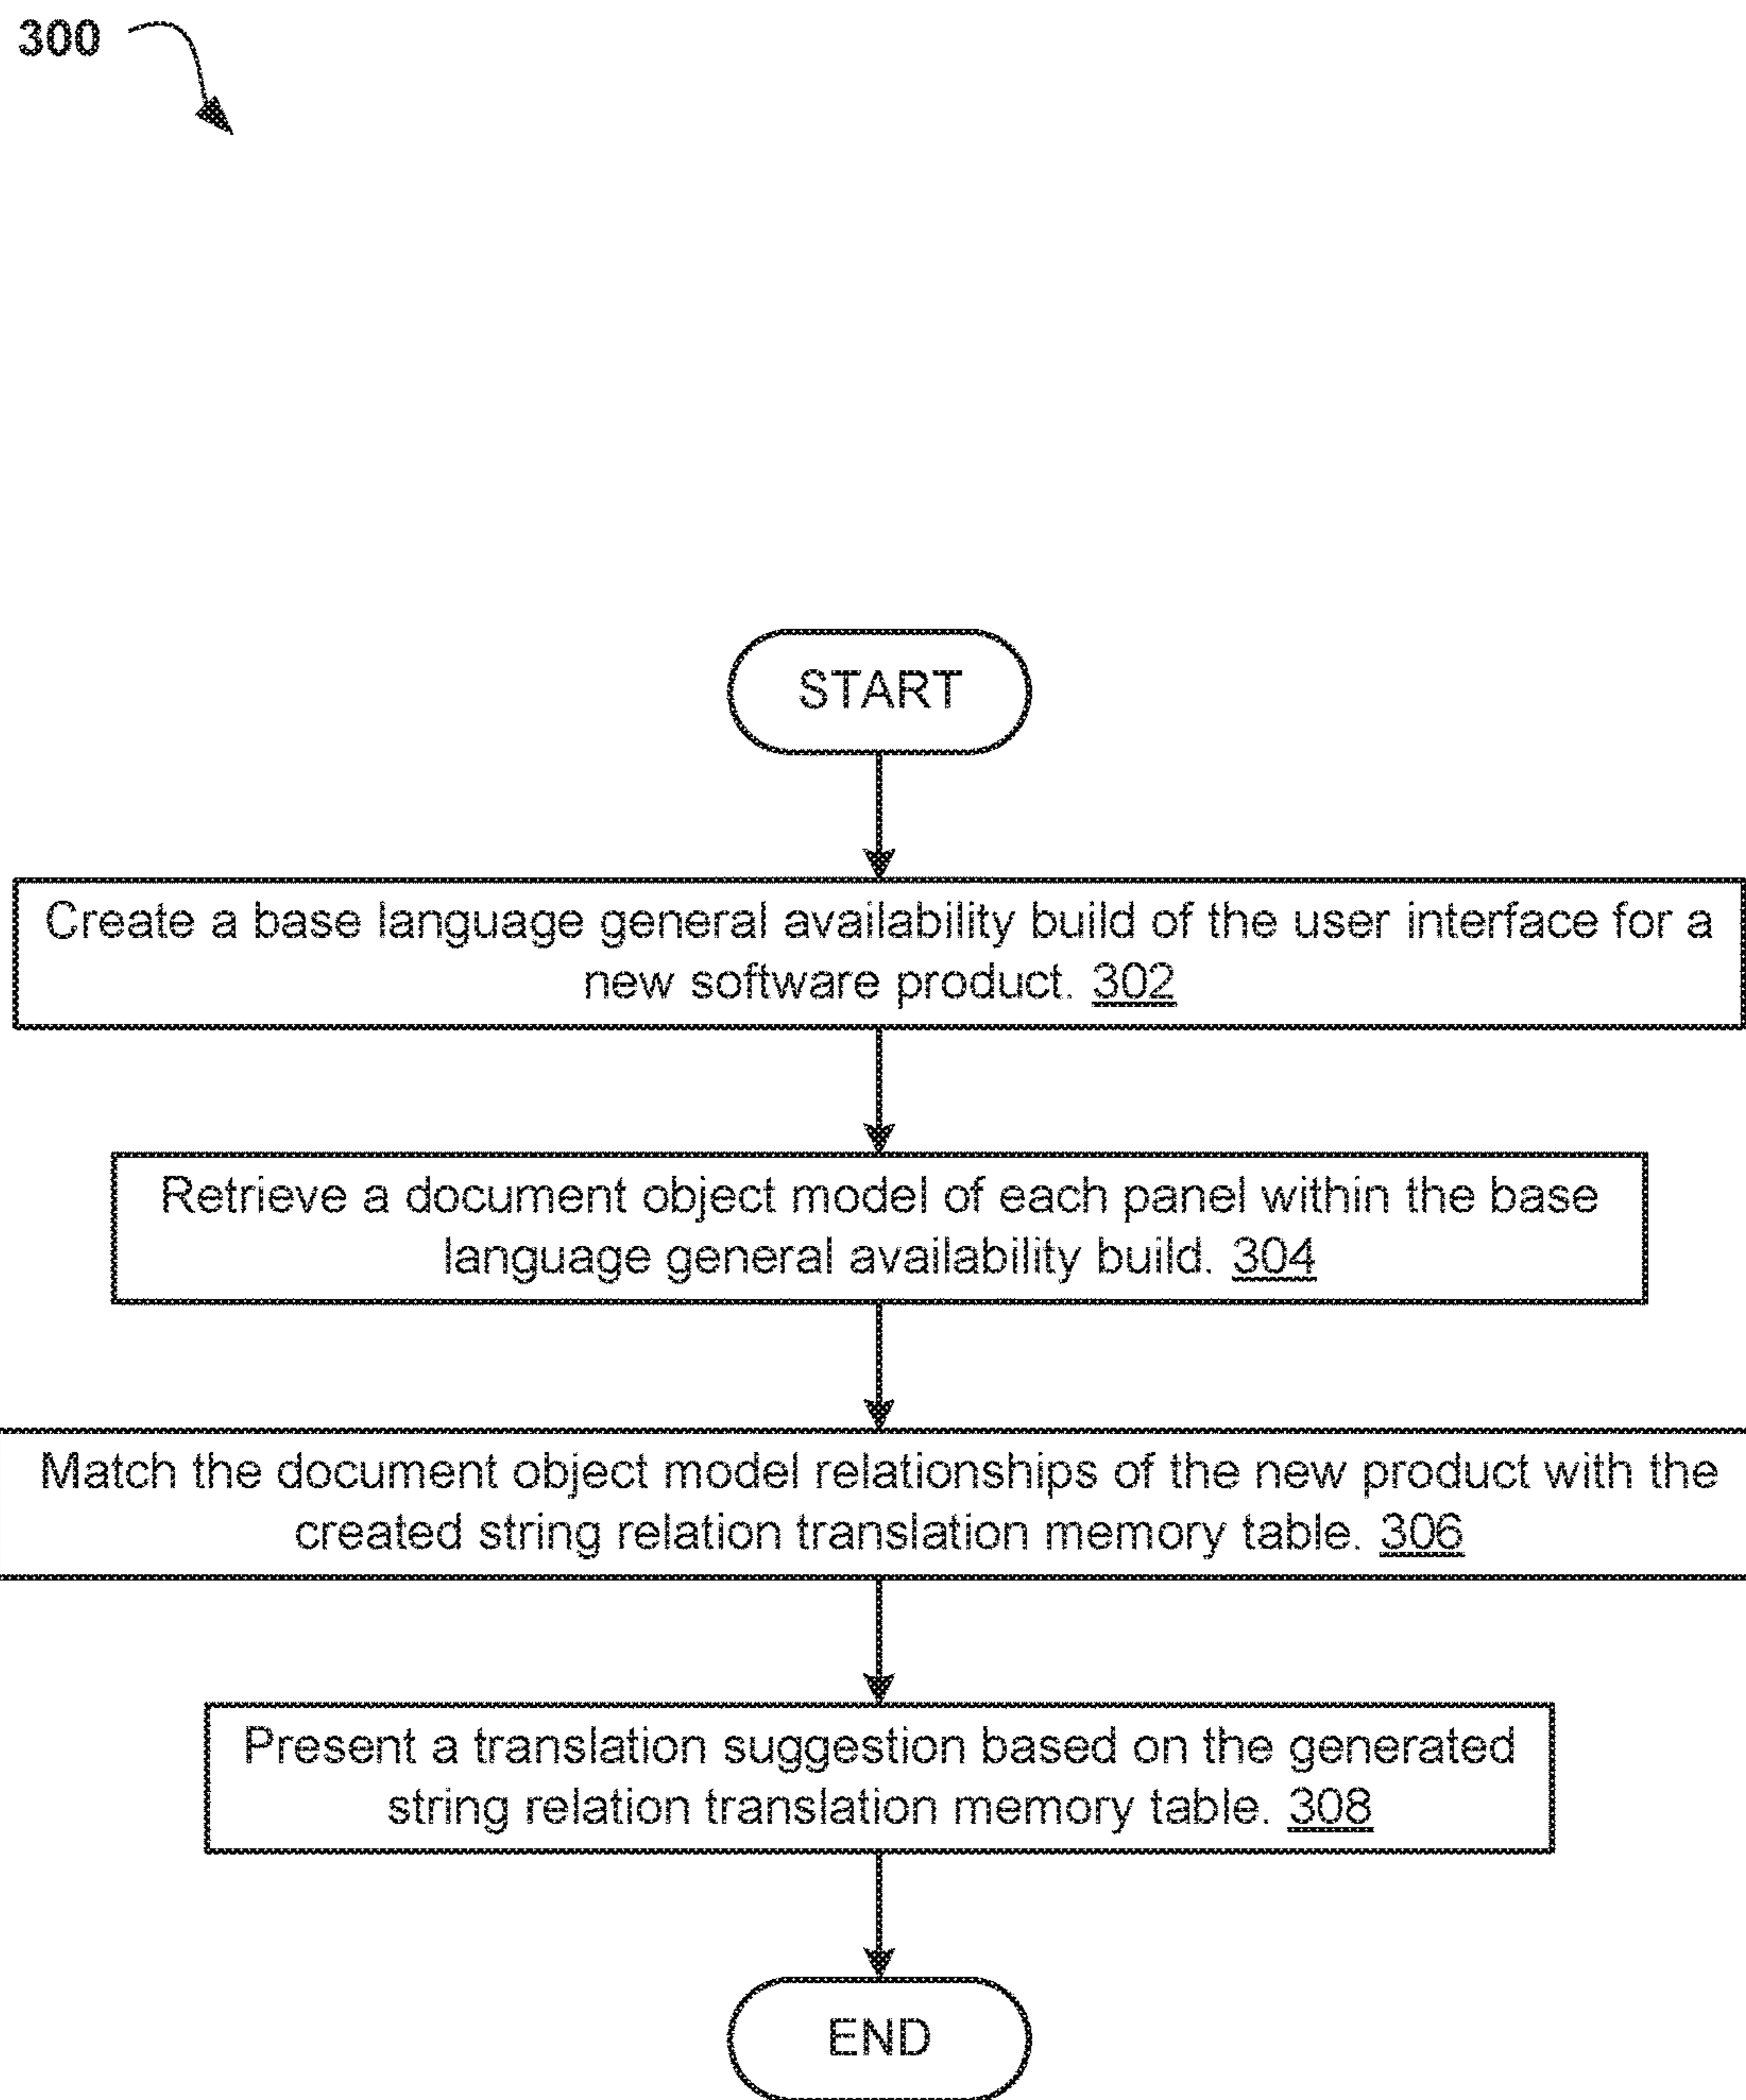 300
START
Create a base language general availability build of the user interface for a
new software product. 302
Retrieve a document object model of each panel within the base
language general availability build. 304
Match the document object model relationships of the new product with the
created string relation translation memory table. 306
Present a translation suggestion based on the generated
string relation translation memory table. 308
END